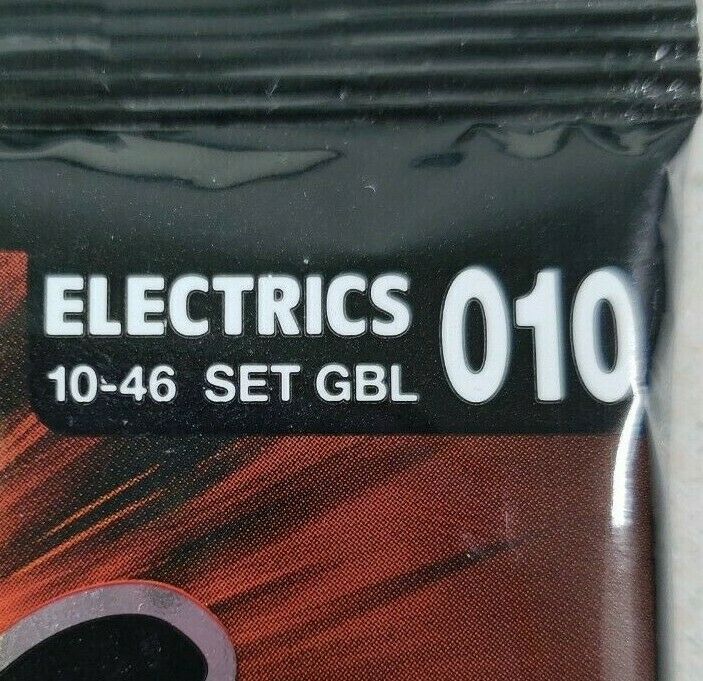 ELECTRICS 010
10-46 SET GBL